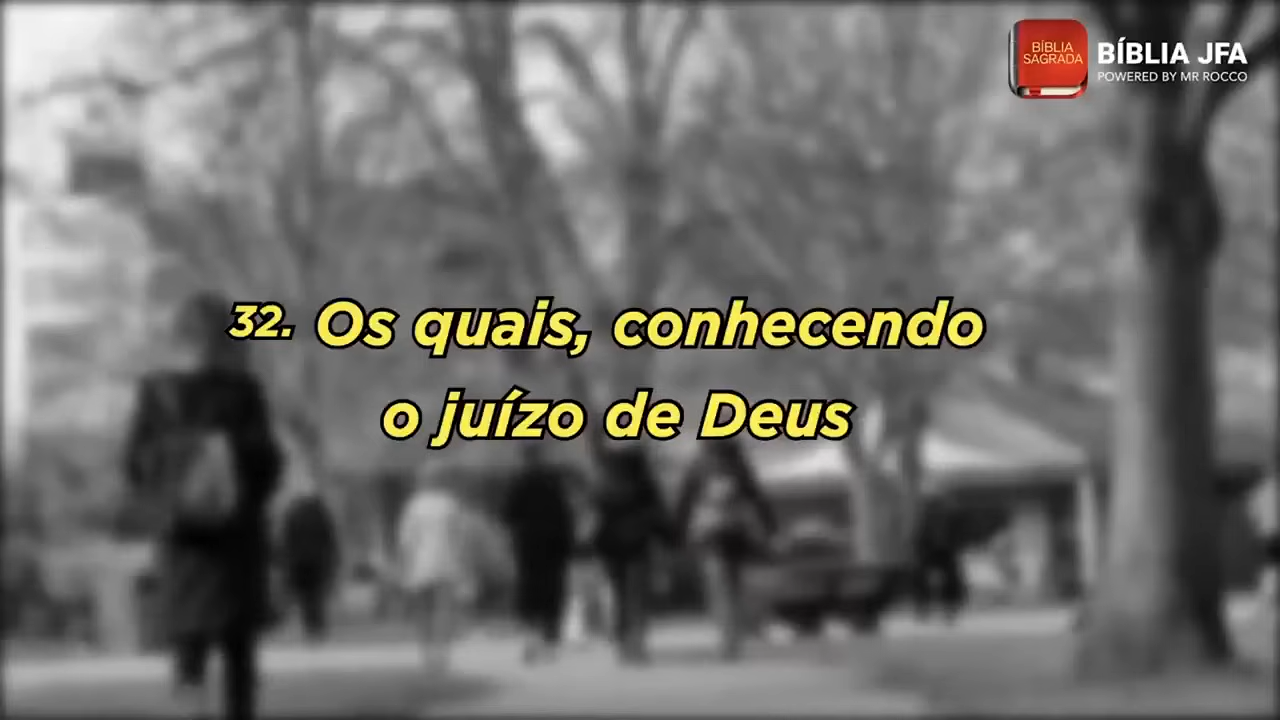 BÍBLIA
SAGRADA
BÍBLIA JFA
POWERED BY MR ROCCO
32. Os quais, conhecendo
o juízo de Deus